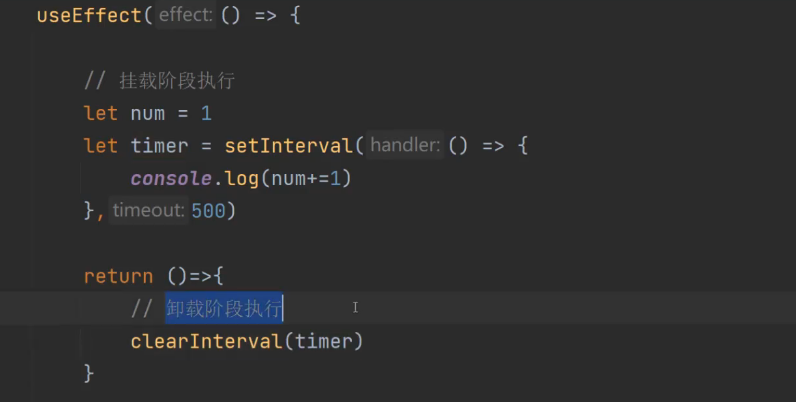 useEffect( effect: () => {
// 挂载阶段执行
let num = 1
let timer = setInterval( handler: () => {
console.log(num+=1)
}, timeout: 500)
return ()=>{
// 卸载阶段执行
clearInterval(timer)
}